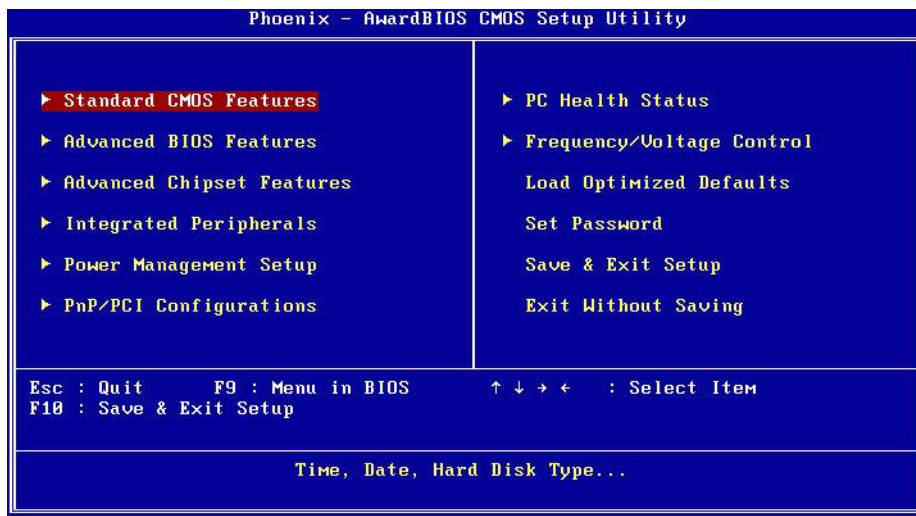 Phoenix - AwardBIOS CMOS Setup Utility
Standard CMOS Features
Advanced BIOS Features
Advanced Chipset Features
Integrated Peripherals
Power Management Setup
PnP/PCI Configurations
PC Health Status
Frequency/Voltage Control
Load Optimized Defaults
Set Password
Save & Exit Setup
Exit Without Saving
Esc : Quit F9 : Menu in BIOS ↑ ↓ → ← : Select Item
F10 : Save & Exit Setup
Time, Date, Hard Disk Type...